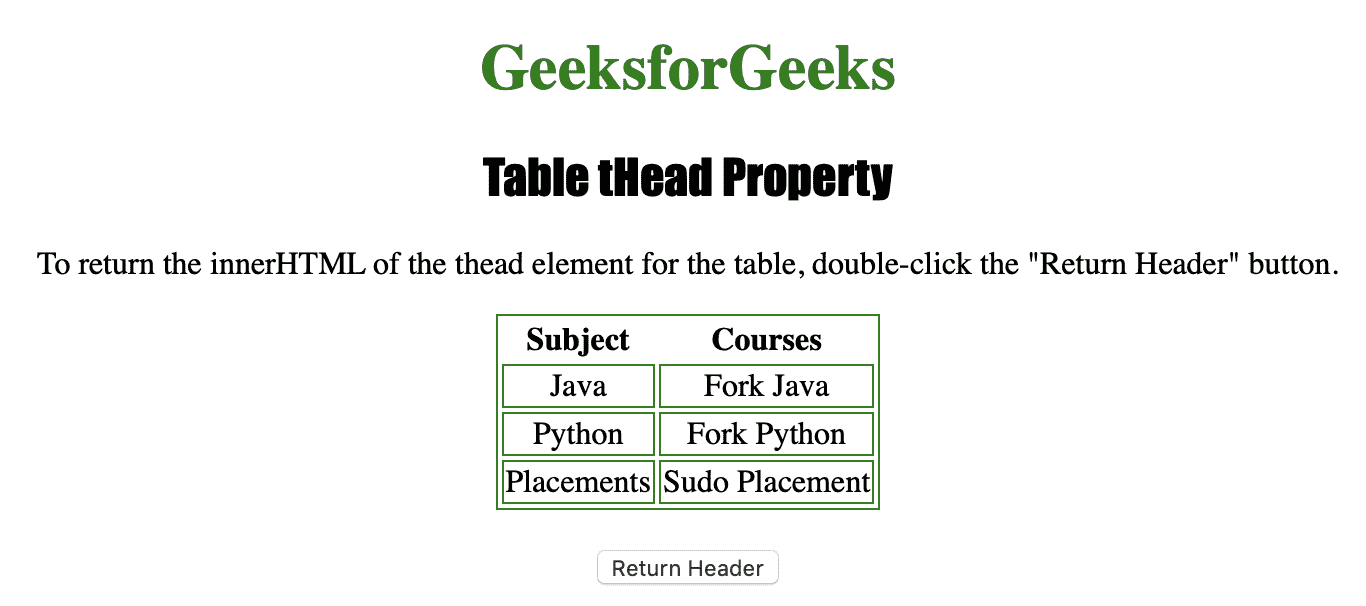 GeeksforGeeks
Table tHead Property
To return the innerHTML of the thead element for the table, double-click the "Return Header" button.
Subject Courses
Java Fork Java
Python Fork Python
Placements Sudo Placement
Return Header